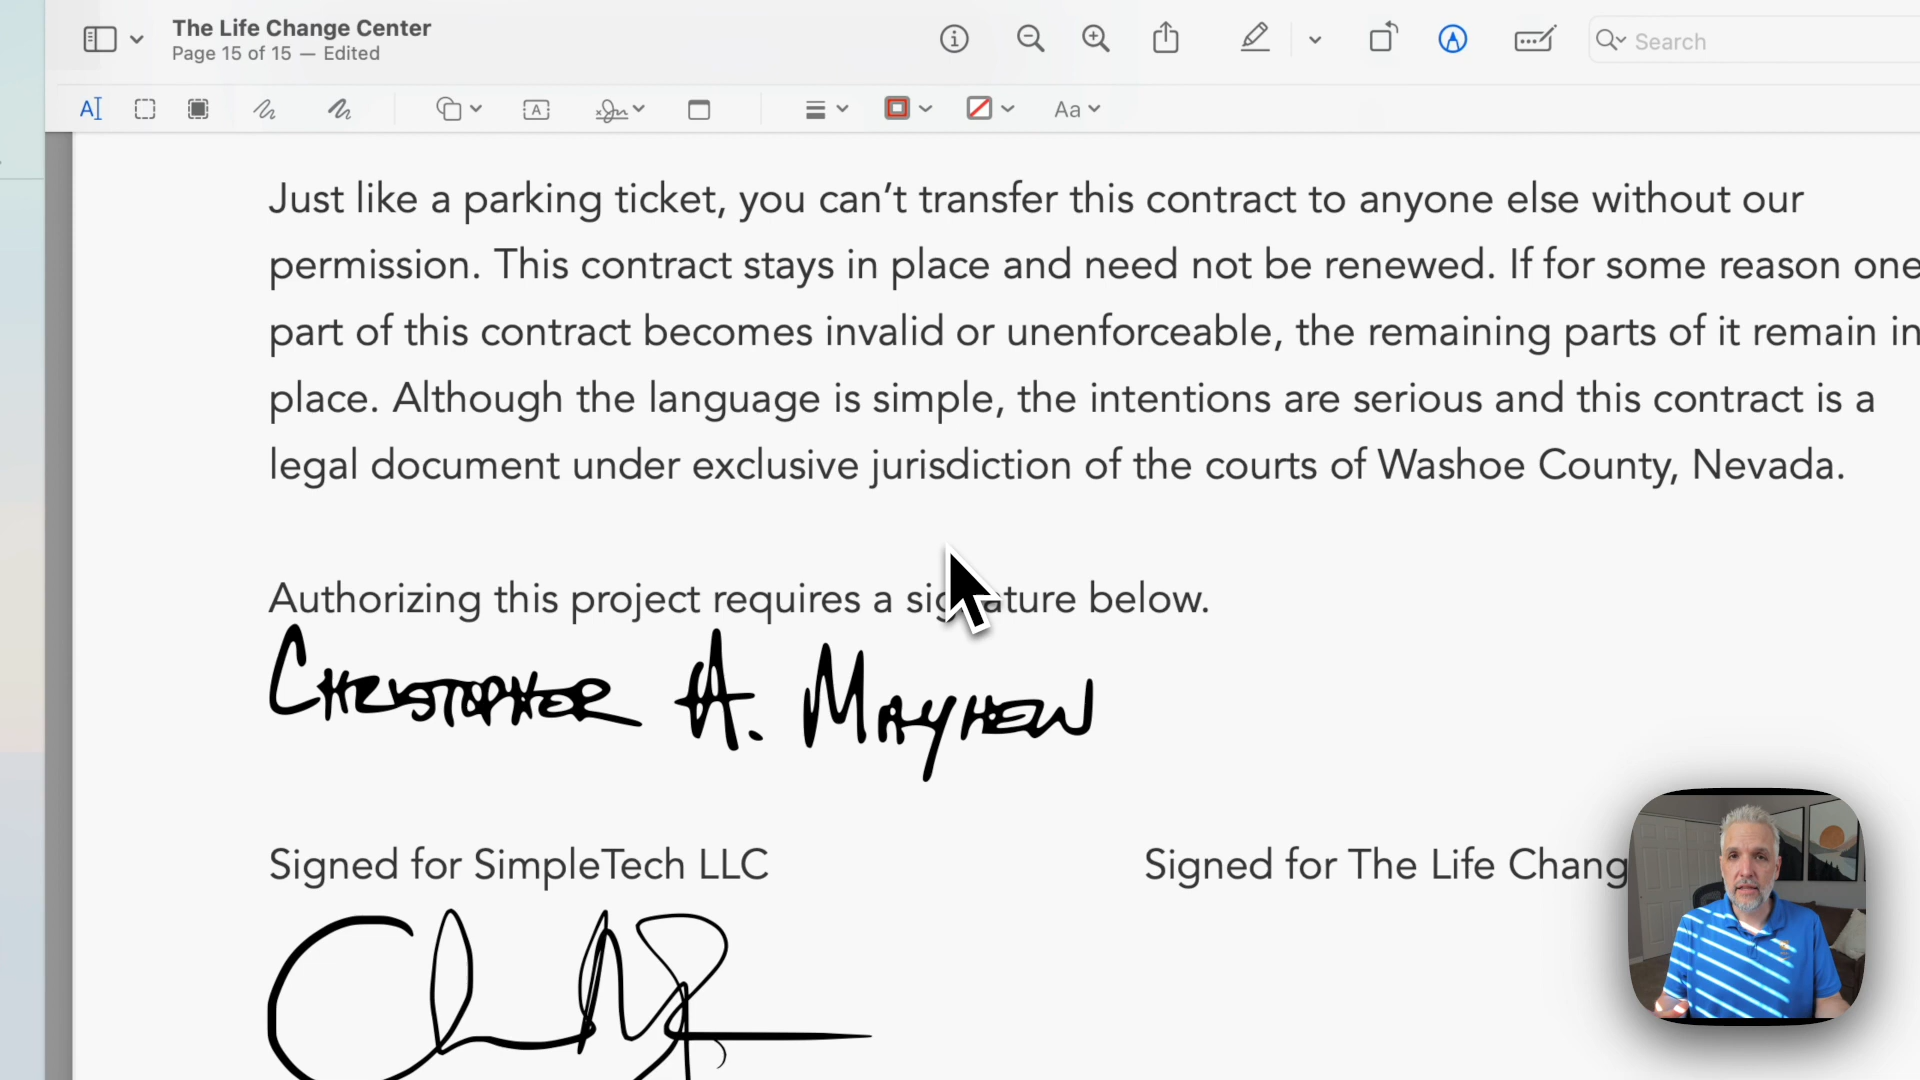 The Life Change Center
Page 15 of 15 — Edited
Search
A
Aa
Just like a parking ticket, you can’t transfer this contract to anyone else without our
permission. This contract stays in place and need not be renewed. If for some reason one
part of this contract becomes invalid or unenforceable, the remaining parts of it remain in
place. Although the language is simple, the intentions are serious and this contract is a
legal document under exclusive jurisdiction of the courts of Washoe County, Nevada.
Authorizing this project requires a signature below.
CHRISTOPHER A. MAYHEW
Signed for SimpleTech LLC
Signed for The Life Chang